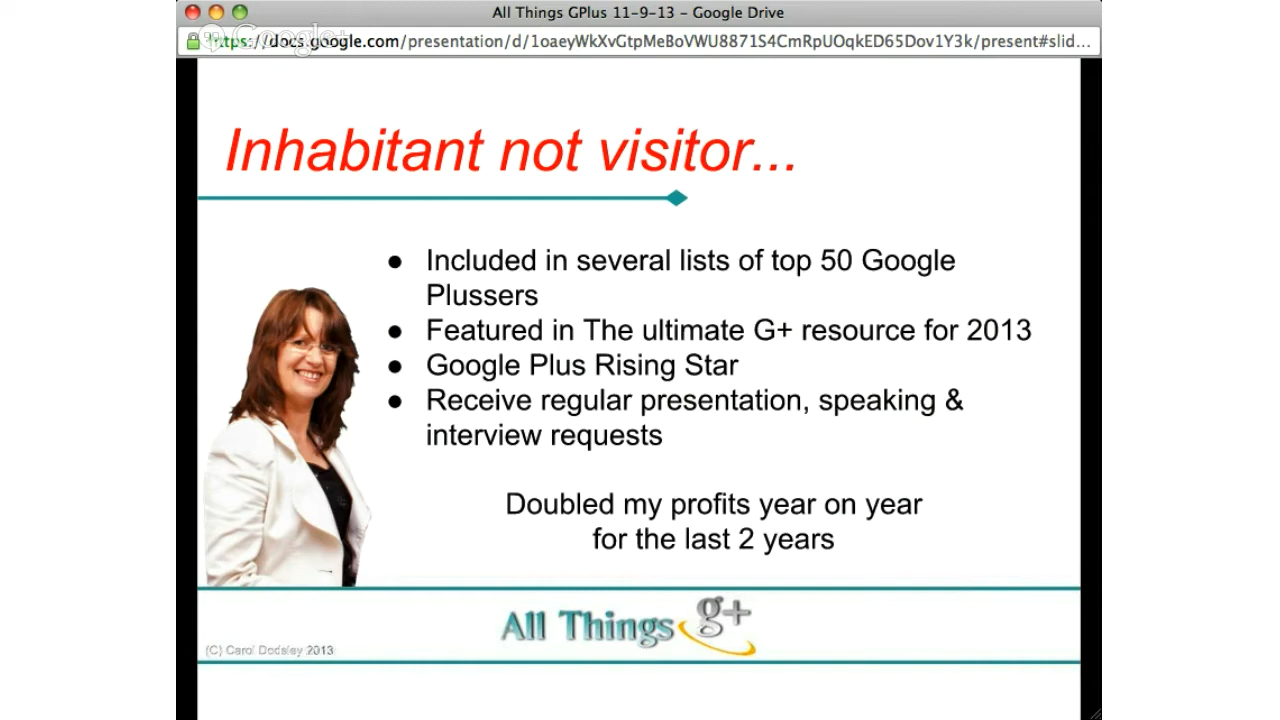 All Things GPlus 11-9-13 – Google Drive
Google+
https://docs.google.com/presentation/d/1oaeyWkXvGtpMeBoVWU8871S4CmRpUOqkED65Dov1Y3k/present#slid...
Inhabitant not visitor...
● Included in several lists of top 50 Google
Plussers
● Featured in The ultimate G+ resource for 2013
● Google Plus Rising Star
● Receive regular presentation, speaking &
interview requests
Doubled my profits year on year
for the last 2 years
All Things g+
(C) Carol Dodsley 2013